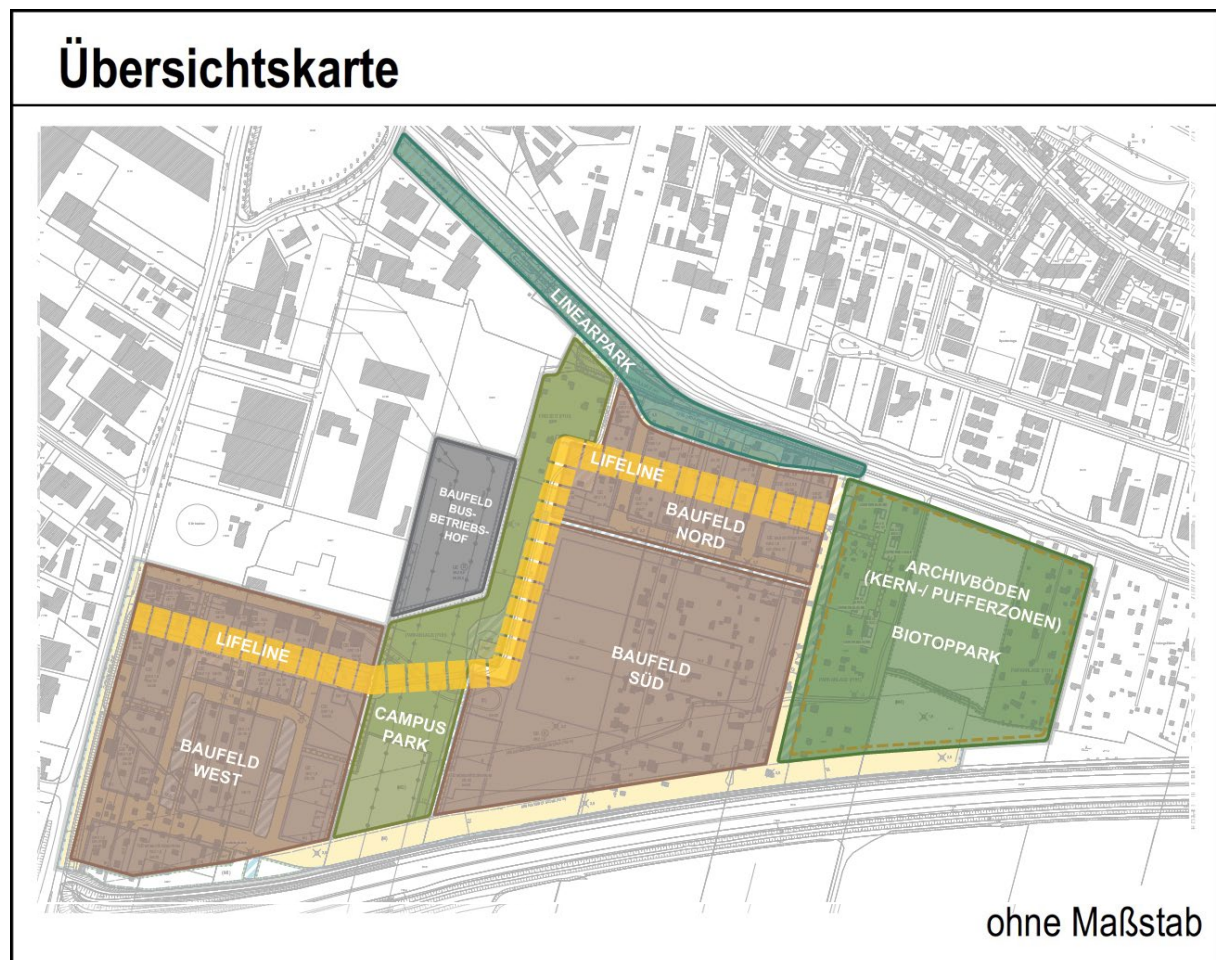 Übersichtskarte
LINEARPARK
LIFELINE
BAUFELD
NORD
BAUFELD
BUS-
BETRIEBS-
HOF
ARCHIVBÖDEN
(KERN-/ PUFFERZONEN)
BIOTOPPARK
LIFELINE
BAUFELD
SÜD
CAMPUS
PARK
BAUFELD
WEST
ohne Maßstab